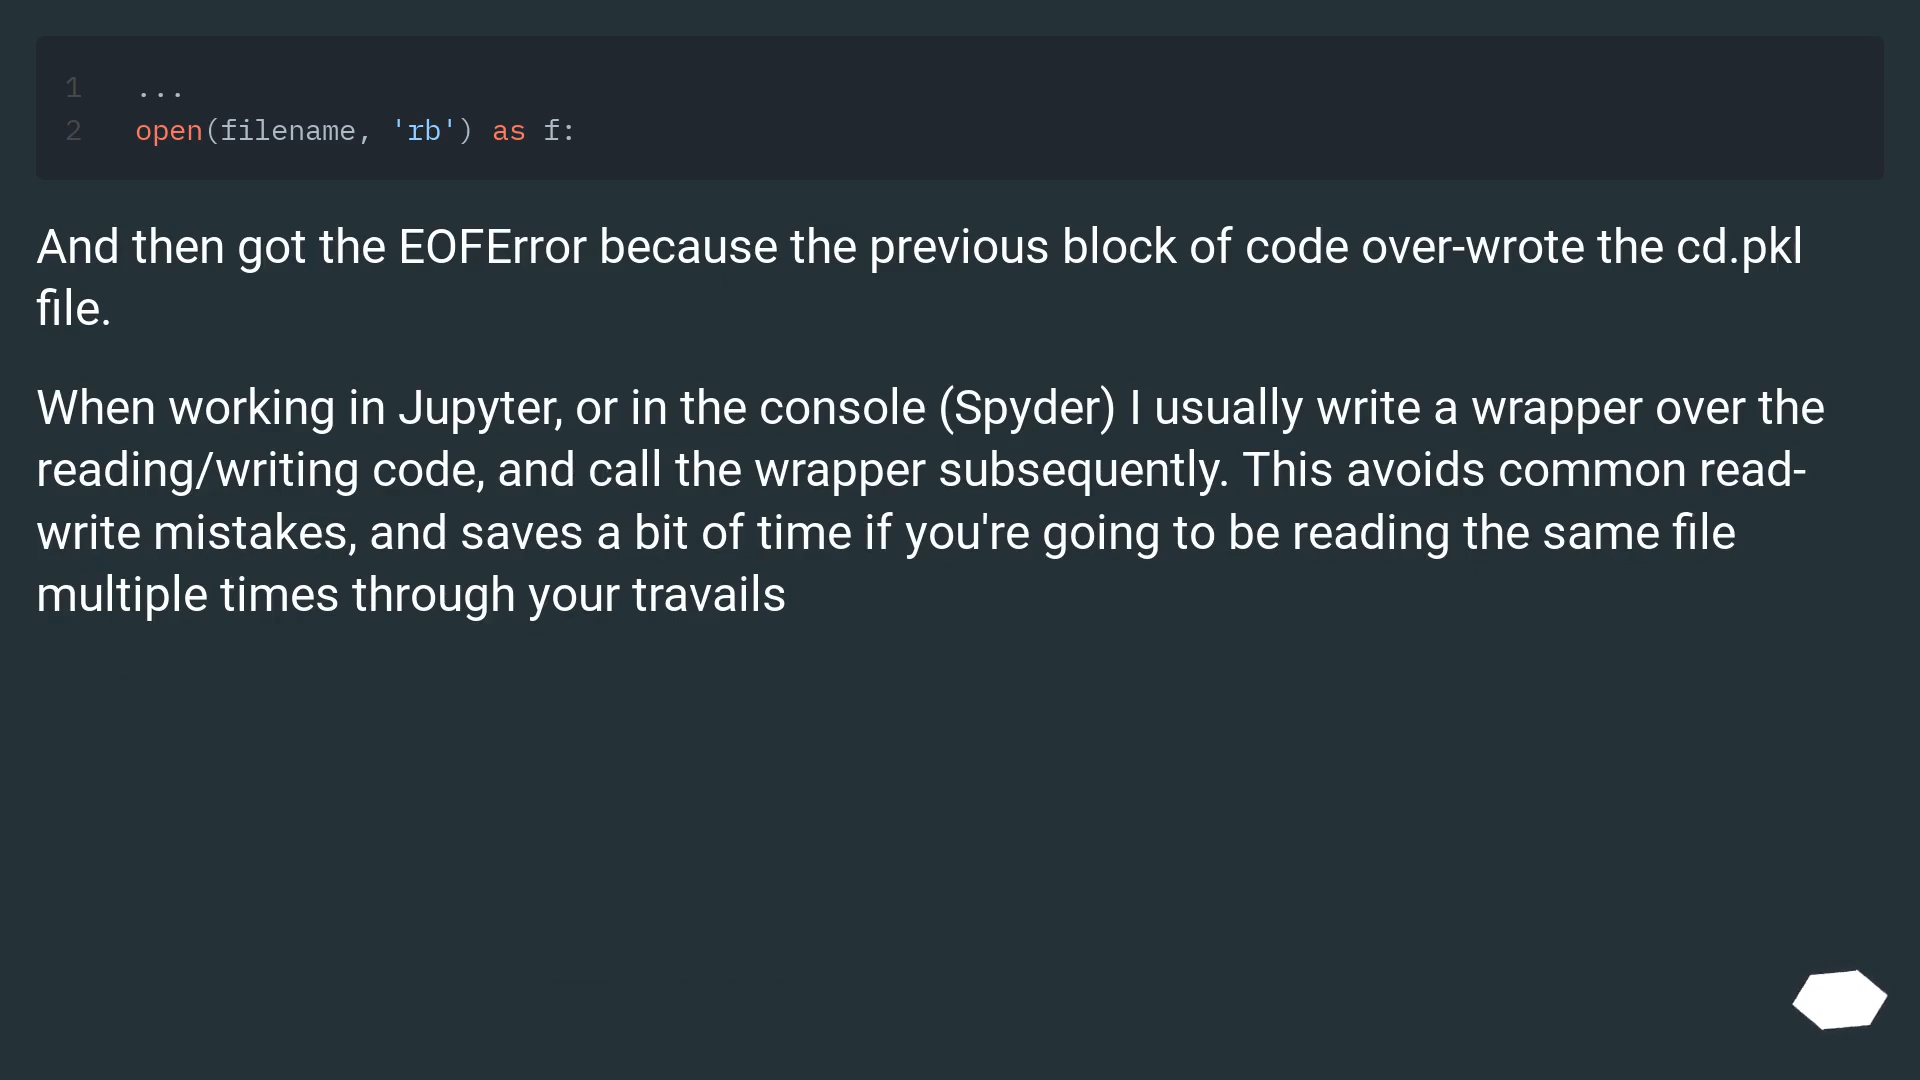 1 ...
2 open(filename, 'rb') as f:
And then got the EOFError because the previous block of code over-wrote the cd.pkl
file.
When working in Jupyter, or in the console (Spyder) I usually write a wrapper over the
reading/writing code, and call the wrapper subsequently. This avoids common read-
write mistakes, and saves a bit of time if you're going to be reading the same file
multiple times through your travails